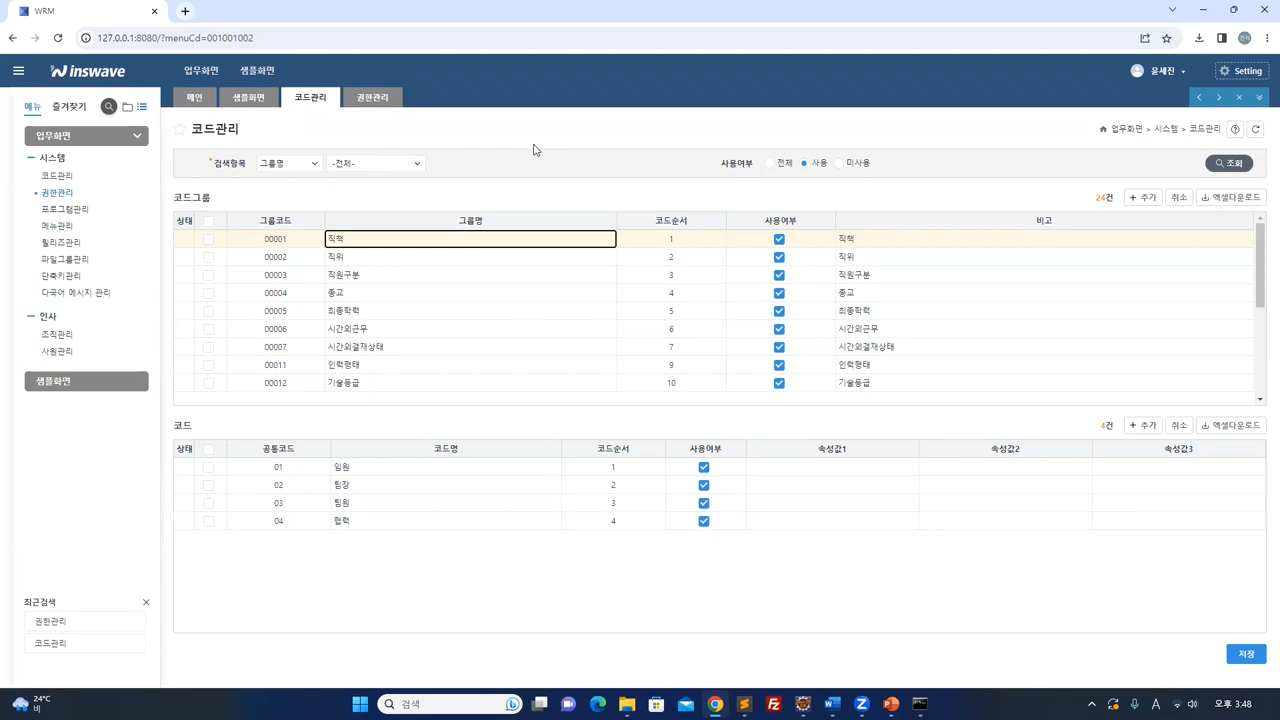 WRM
127.0.0.1:8080/?menuCd=001001002
inswave 업무화면 샘플화면 윤세진 Setting
메뉴 즐겨찾기 메인 샘플화면 코드관리 권한관리
업무화면
시스템
코드관리
권한관리
프로그램관리
메뉴관리
릴리즈관리
파일그룹관리
단축키관리
다국어 메시지 관리
인사
조직관리
사원관리
샘플화면
최근검색
권한관리
코드관리
코드관리 업무화면 > 시스템 > 코드관리
*검색항목 그룹명 -전체- 사용여부 전체 사용 미사용 조회
코드그룹 24건 + 추가 취소 엑셀다운로드
상태 그룹코드 그룹명 코드순서 사용여부 비고
00001 직책 1 직책
00002 직위 2 직위
00003 직원구분 3 직원구분
00004 종교 4 종교
00005 최종학력 5 최종학력
00006 시간외근무 6 시간외근무
00007 시간외결재상태 7 시간외결재상태
00011 인력형태 9 인력형태
00012 기술등급 10 기술등급
코드 4건 + 추가 취소 엑셀다운로드
상태 공통코드 코드명 코드순서 사용여부 속성값1 속성값2 속성값3
01 임원 1
02 팀장 2
03 팀원 3
04 협력 4
저장
24°C
비
검색
오후 3:48